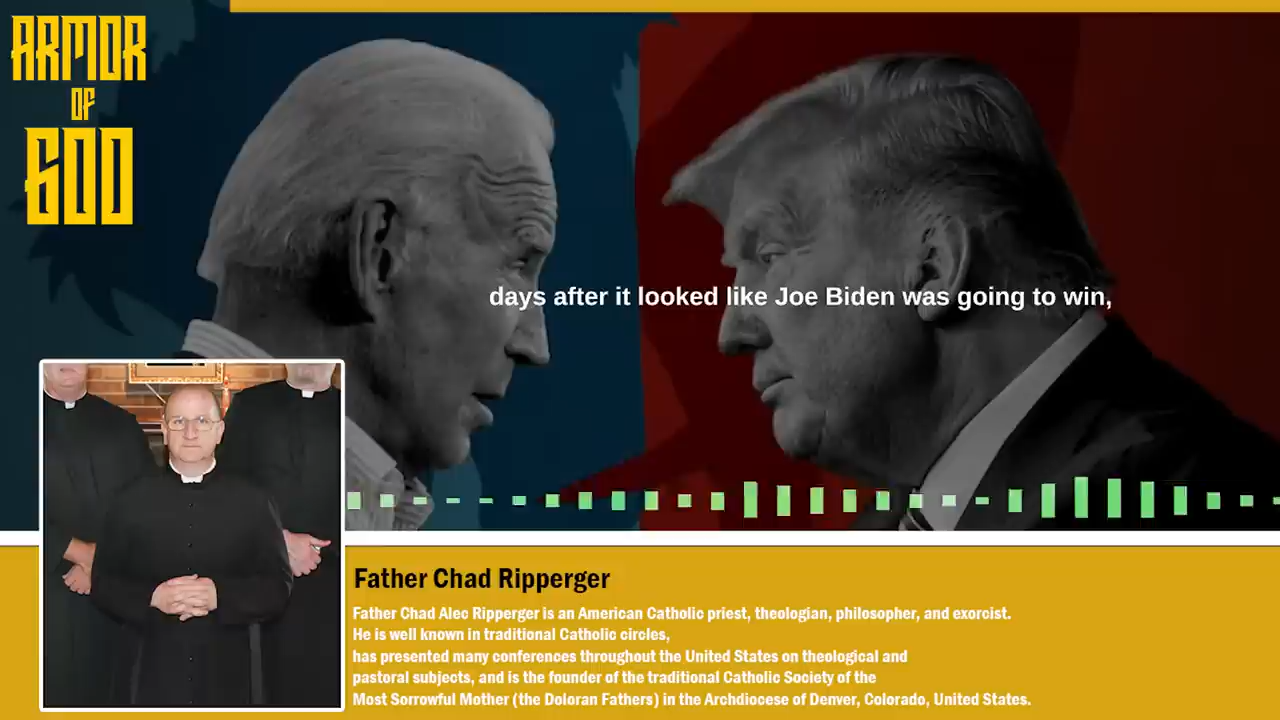 ARMOR
OF
GOD
days after it looked like Joe Biden was going to win,
Father Chad Ripperger
Father Chad Alec Ripperger is an American Catholic priest, theologian, philosopher, and exorcist.
He is well known in traditional Catholic circles,
has presented many conferences throughout the United States on theological and
pastoral subjects, and is the founder of the traditional Catholic Society of the
Most Sorrowful Mother (the Doloran Fathers) in the Archdiocese of Denver, Colorado, United States.